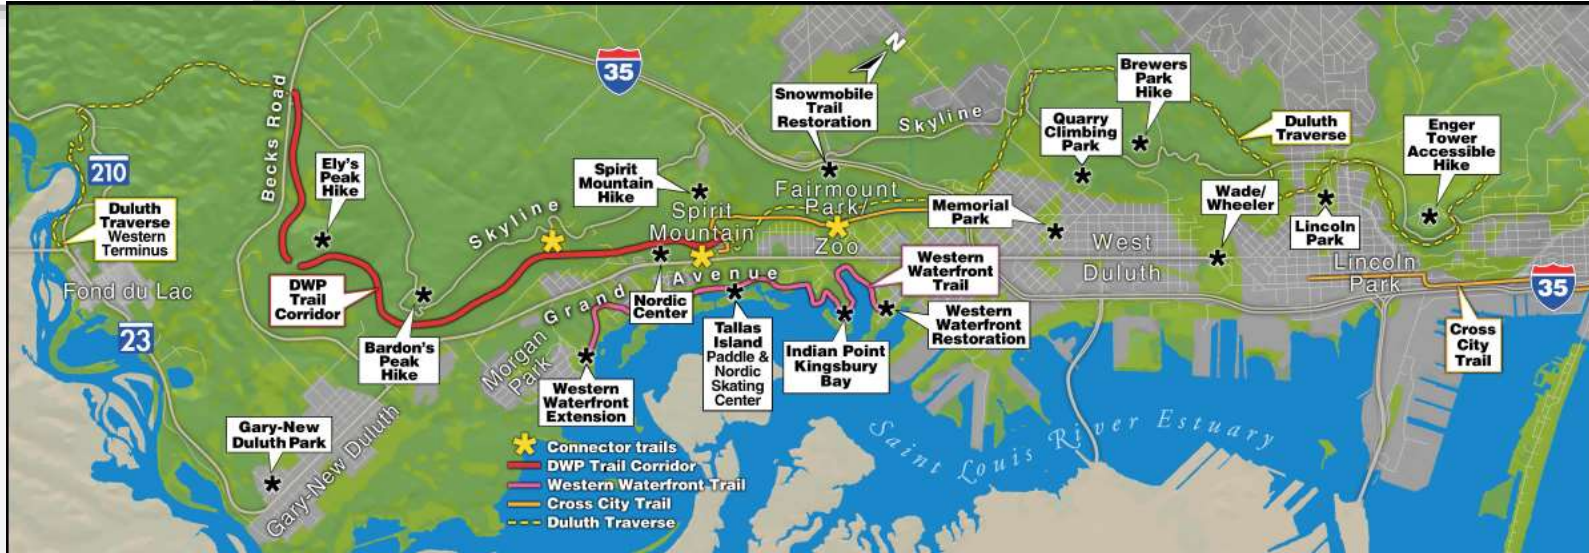 35
N
Becks Road
Snowmobile
Trail
Restoration
Skyline
Brewers
Park
Hike
Quarry
Climbing
Park
Duluth
Traverse
Enger
Tower
Accessible
Hike
210
Ely's
Peak
Hike
Spirit
Mountain
Hike
Fairmount
Park/
Zoo
Memorial
Park
Wade/
Wheeler
Lincoln
Park
Duluth
Traverse
Western
Terminus
Skyline
Spirit
Mountain
West
Duluth
Lincoln
Park
Western
Waterfront
Trail
Fond du Lac
DWP
Trail
Corridor
Grand Avenue
Nordic
Center
35
23
Bardon's
Peak
Hike
Morgan
Park
Western
Waterfront
Extension
Tallas
Island
Paddle &
Nordic
Skating
Center
Indian Point
Kingsbury
Bay
Western
Waterfront
Restoration
Cross
City
Trail
Gary-New
Duluth Park
Gary-New Duluth
Saint Louis River Estuary
Connector trails
DWP Trail Corridor
Western Waterfront Trail
Cross City Trail
Duluth Traverse